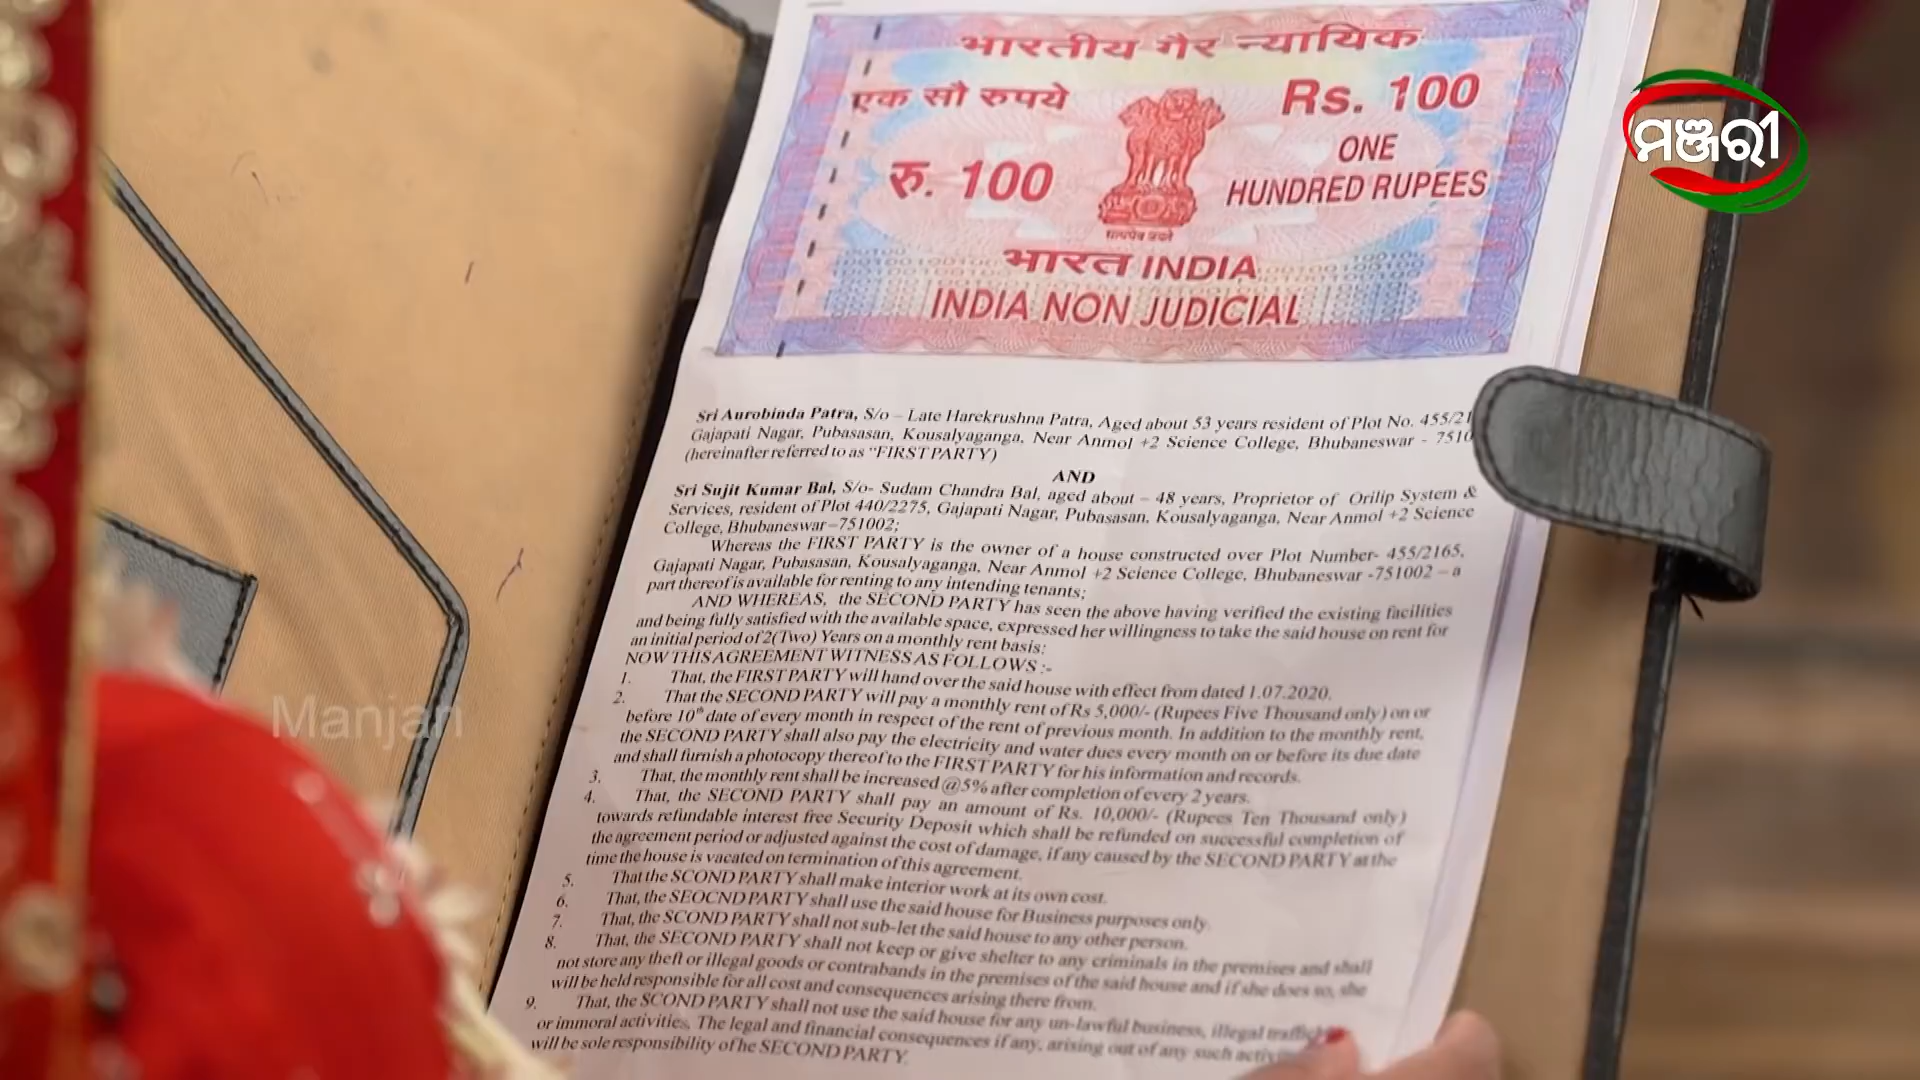 भारतीय गैर न्यायिक
एक सौ रुपये
Rs. 100
रु. 100
ONE
HUNDRED RUPEES
सत्यमेव जयते
भारत INDIA
INDIA NON JUDICIAL
ମଞ୍ଜରୀ
Sri Aurobinda Patra, S/o – Late Harekrushna Patra, Aged about 53 years resident of Plot No. 455/21
Gajapati Nagar, Pubasasan, Kousalyaganga, Near Anmol +2 Science College, Bhubaneswar - 7510
(hereinafter referred to as "FIRST PARTY)
AND
Sri Sujit Kumar Bal, S/o- Sudam Chandra Bal, aged about – 48 years, Proprietor of Orilip System &
Services, resident of Plot 440/2275, Gajapati Nagar, Pubasasan, Kousalyaganga, Near Anmol +2 Science
College, Bhubaneswar–751002;
Whereas the FIRST PARTY is the owner of a house constructed over Plot Number- 455/2165,
Gajapati Nagar, Pubasasan, Kousalyaganga, Near Anmol +2 Science College, Bhubaneswar -751002 – a
part thereof is available for renting to any intending tenants;
AND WHEREAS, the SECOND PARTY has seen the above having verified the existing facilities
and being fully satisfied with the available space, expressed her willingness to take the said house on rent for
an initial period of 2(Two) Years on a monthly rent basis:
NOW THIS AGREEMENT WITNESS AS FOLLOWS :-
1. That, the FIRST PARTY will hand over the said house with effect from dated 1.07.2020.
2. That the SECOND PARTY will pay a monthly rent of Rs 5,000/- (Rupees Five Thousand only) on or
before 10th date of every month in respect of the rent of previous month. In addition to the monthly rent,
the SECOND PARTY shall also pay the electricity and water dues every month on or before its due date
and shall furnish a photocopy thereof to the FIRST PARTY for his information and records.
3. That, the monthly rent shall be increased @5% after completion of every 2 years.
4. That, the SECOND PARTY shall pay an amount of Rs. 10,000/- (Rupees Ten Thousand only)
towards refundable interest free Security Deposit which shall be refunded on successful completion of
the agreement period or adjusted against the cost of damage, if any caused by the SECOND PARTY at the
time the house is vacated on termination of this agreement.
5. That the SCOND PARTY shall make interior work at its own cost.
6. That, the SEOCND PARTY shall use the said house for Business purposes only.
7. That, the SCOND PARTY shall not sub-let the said house to any other person.
8. That, the SECOND PARTY shall not keep or give shelter to any criminals in the premises and shall
not store any theft or illegal goods or contrabands in the premises of the said house and if she does so, she
will be held responsible for all cost and consequences arising there from.
9. That, the SCOND PARTY shall not use the said house for any un-lawful business, illegal
or immoral activities. The legal and financial consequences if any, arising out of any such
will be sole responsibility of he SECOND PARTY.
Manjari